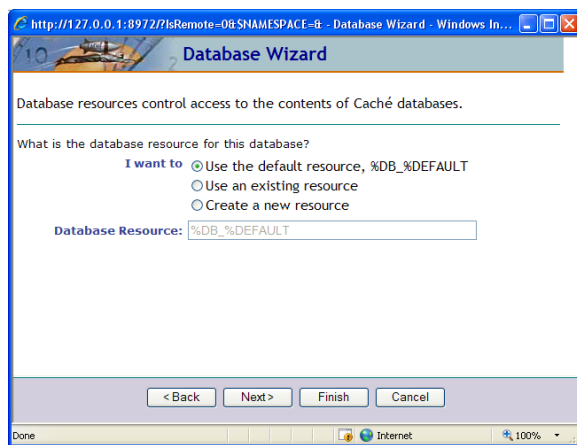 http://127.0.0.1:8972/?IsRemote=0&$NAMESPACE=& - Database Wizard - Windows In...
10
2
Database Wizard
Database resources control access to the contents of Caché databases.
What is the database resource for this database?
I want to
Use the default resource, %DB_%DEFAULT
Use an existing resource
Create a new resource
Database Resource: %DB_%DEFAULT
< Back Next > Finish Cancel
Done Internet 100%